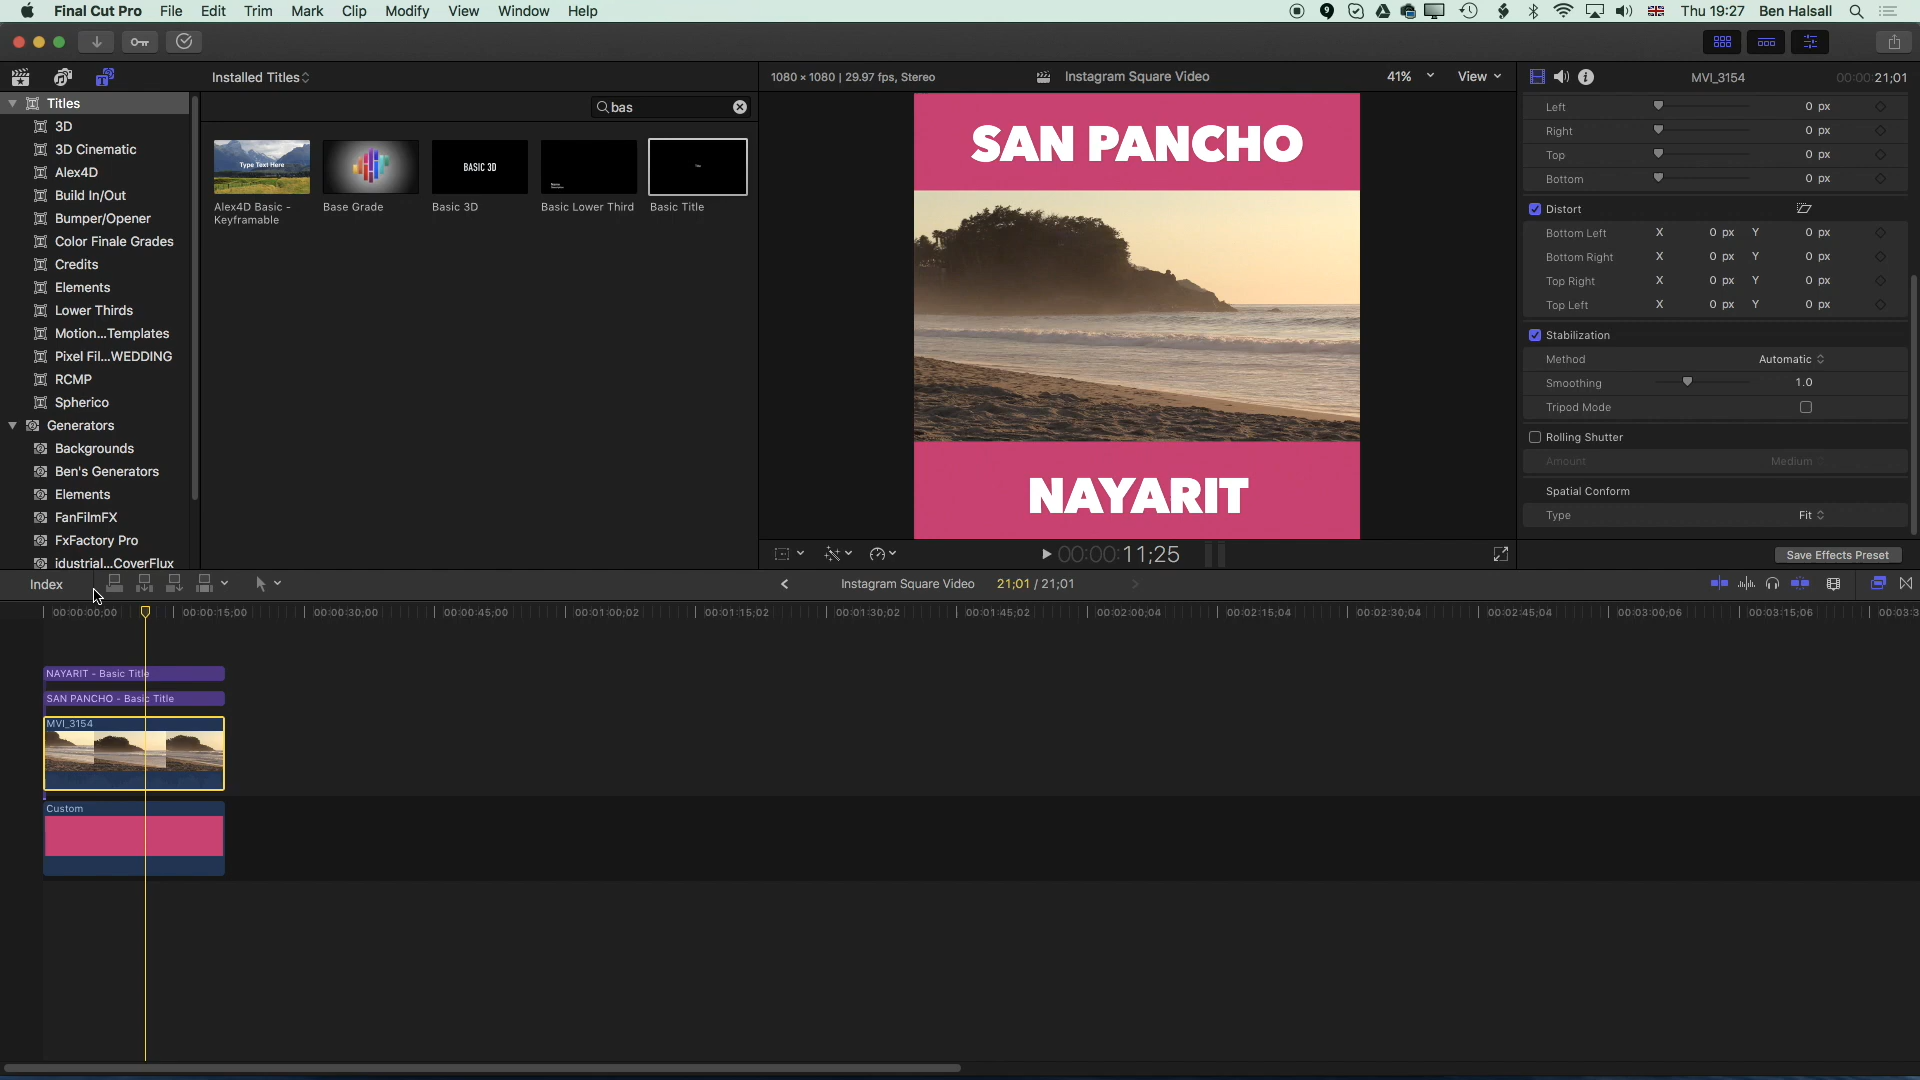 Final Cut Pro File Edit Trim Mark Clip Modify View Window Help Thu 19:27 Ben Halsall
Installed Titles
1080 × 1080 | 29.97 fps, Stereo Instagram Square Video 41% View
MVI_3154 00:00:21;01
Titles
3D
3D Cinematic
Alex4D
Build In/Out
Bumper/Opener
Color Finale Grades
Credits
Elements
Lower Thirds
Motion...Templates
Pixel Fil...WEDDING
RCMP
Spherico
Generators
Backgrounds
Ben's Generators
Elements
FanFilmFX
FxFactory Pro
idustrial...CoverFlux
bas
Type Text Here
BASIC 3D
Alex4D Basic -
Keyframable
Base Grade
Basic 3D
Basic Lower Third
Basic Title
SAN PANCHO
NAYARIT
Left 0 px
Right 0 px
Top 0 px
Bottom 0 px
Distort
Bottom Left X 0 px Y 0 px
Bottom Right X 0 px Y 0 px
Top Right X 0 px Y 0 px
Top Left X 0 px Y 0 px
Stabilization
Method Automatic
Smoothing 1.0
Tripod Mode
Rolling Shutter
Amount Medium
Spatial Conform
Type Fit
00:00:11;25
Save Effects Preset
Index Instagram Square Video 21;01 / 21;01
00:00:00;00 00:00:15;00 00:00:30;00 00:00:45;00 00:01:00;02 00:01:15;02 00:01:30;02 00:01:45;02 00:02:00;04 00:02:15;04 00:02:30;04 00:02:45;04 00:03:00;06 00:03:15;06 00:03:3
NAYARIT - Basic Title
SAN PANCHO - Basic Title
MVI_3154
Custom